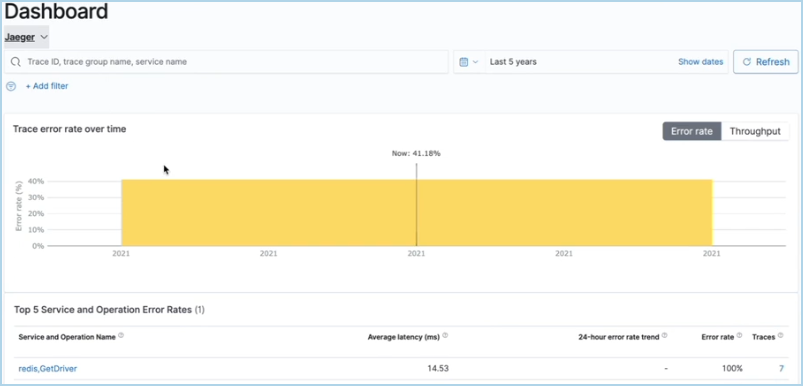 Dashboard
Jaeger
Trace ID, trace group name, service name
Last 5 years
Show dates
Refresh
+ Add filter
Trace error rate over time
Error rate
Throughput
Now: 41.18%
Error rate (%)
40%
30%
20%
10%
0%
2021 2021 2021 2021 2021
Top 5 Service and Operation Error Rates (1)
Service and Operation Name Average latency (ms) 24-hour error rate trend Error rate Traces
redis,GetDriver 14.53 - 100% 7